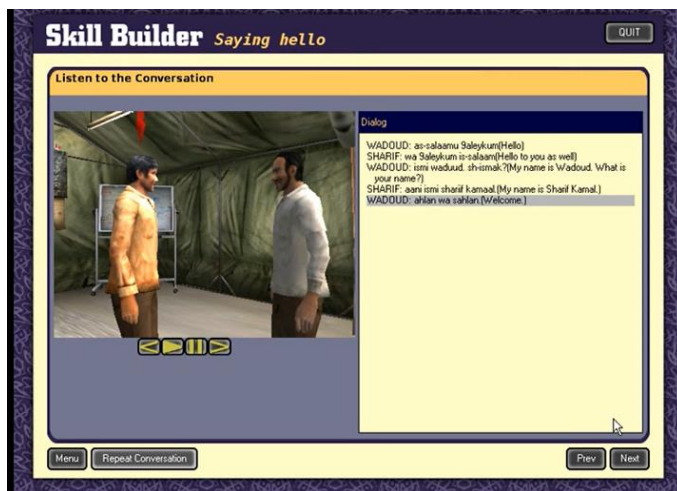 Skill Builder Saying hello
QUIT
Listen to the Conversation
Dialog
WADOUD: as-salaamu 9aleykum(Hello)
SHARIF: wa 9aleykum is-salaam(Hello to you as well)
WADOUD: ismi waduud. sh-ismak?(My name is Wadoud. What is
your name?)
SHARIF: aani ismi shariif kamaal.(My name is Sharif Kamal.)
WADOUD: ahlan wa sahlan.(Welcome.)
Menu
Repeat Conversation
Prev
Next